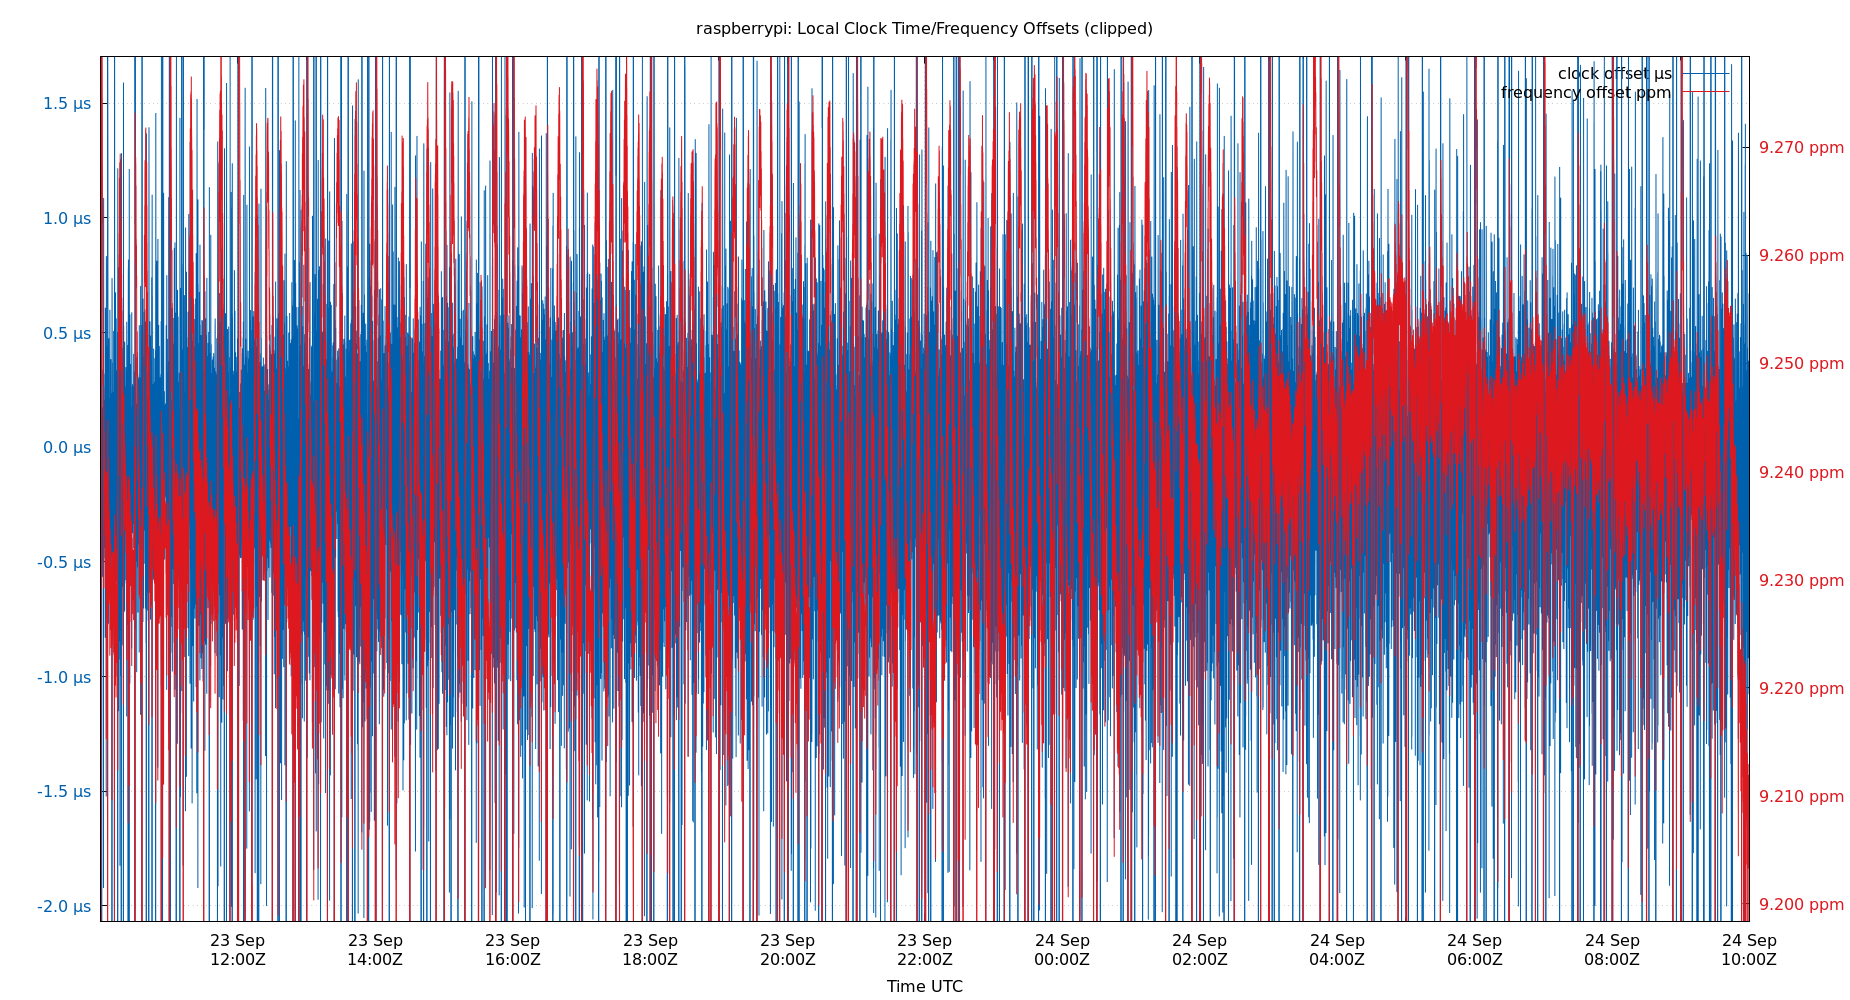 raspberrypi: Local Clock Time/Frequency Offsets (clipped)
clock offset µs
frequency offset ppm
1.5 µs
1.0 µs
0.5 µs
0.0 µs
-0.5 µs
-1.0 µs
-1.5 µs
-2.0 µs
9.270 ppm
9.260 ppm
9.250 ppm
9.240 ppm
9.230 ppm
9.220 ppm
9.210 ppm
9.200 ppm
23 Sep 23 Sep 23 Sep 23 Sep 23 Sep 23 Sep 24 Sep 24 Sep 24 Sep 24 Sep 24 Sep 24 Sep
12:00Z 14:00Z 16:00Z 18:00Z 20:00Z 22:00Z 00:00Z 02:00Z 04:00Z 06:00Z 08:00Z 10:00Z
Time UTC